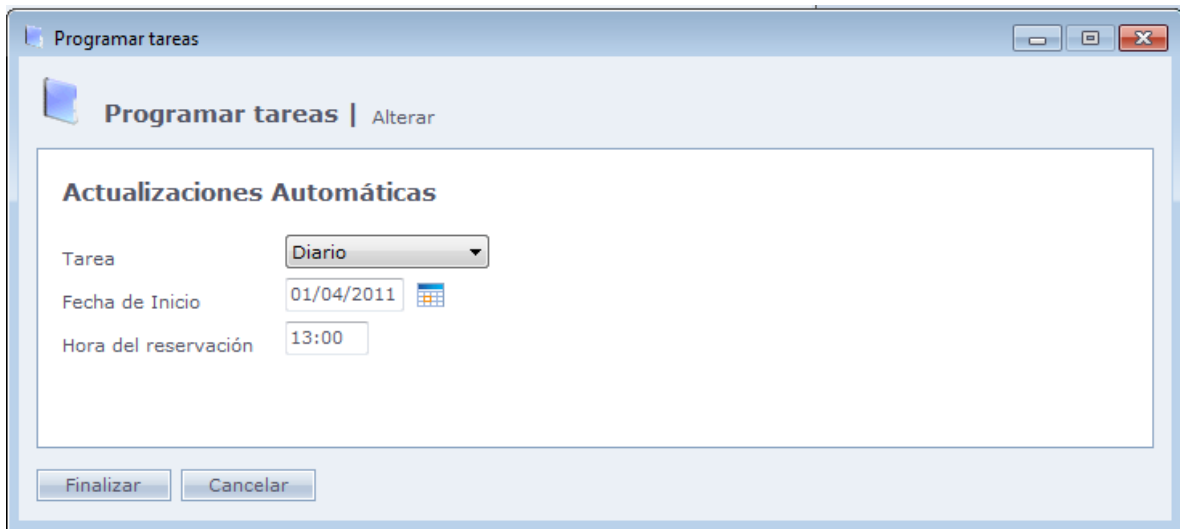 Programar tareas
Programar tareas | Alterar
Actualizaciones Automáticas
Tarea Diario
Fecha de Inicio 01/04/2011
Hora del reservación 13:00
Finalizar Cancelar